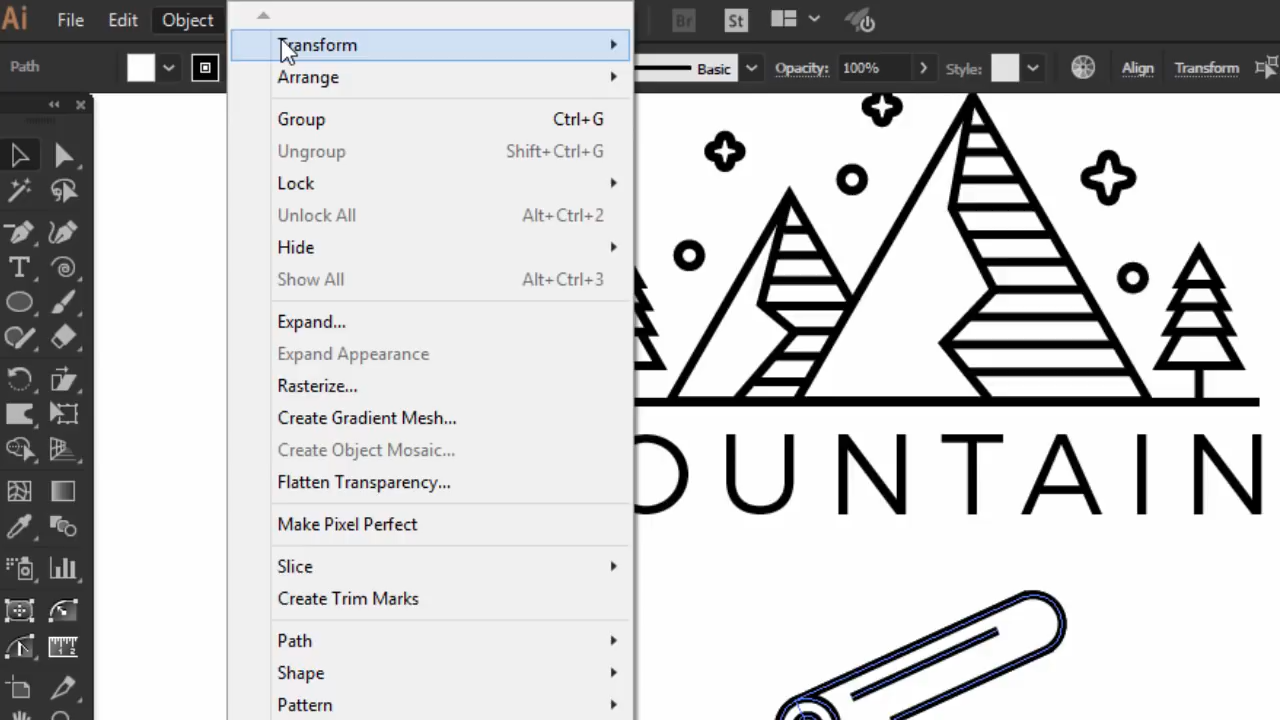 Ai File Edit Object Br St
Path Basic Opacity: 100% Style: Align Transform
Transform
Arrange
Group Ctrl+G
Ungroup Shift+Ctrl+G
Lock
Unlock All Alt+Ctrl+2
Hide
Show All Alt+Ctrl+3
Expand...
Expand Appearance
Rasterize...
Create Gradient Mesh...
Create Object Mosaic...
Flatten Transparency...
Make Pixel Perfect
Slice
Create Trim Marks
Path
Shape
Pattern
OUNTAIN